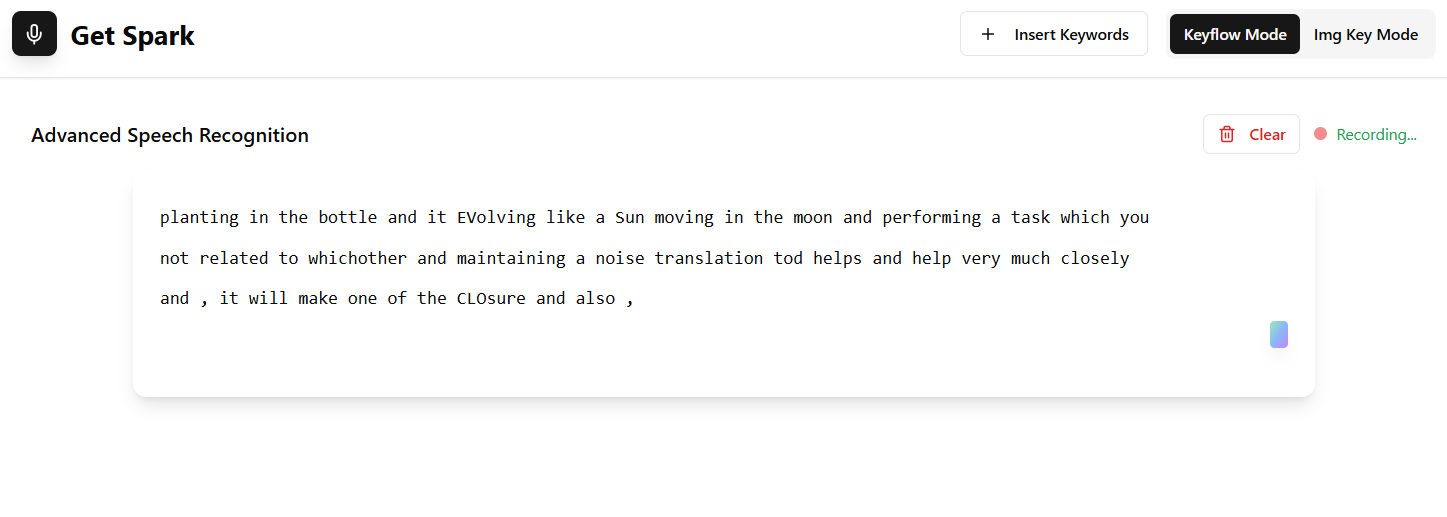 Get Spark
Insert Keywords
Keyflow Mode
Img Key Mode
Advanced Speech Recognition
Clear
Recording...
planting in the bottle and it EVolving like a Sun moving in the moon and performing a task which you
not related to whichother and maintaining a noise translation tod helps and help very much closely
and , it will make one of the CLOsure and also ,